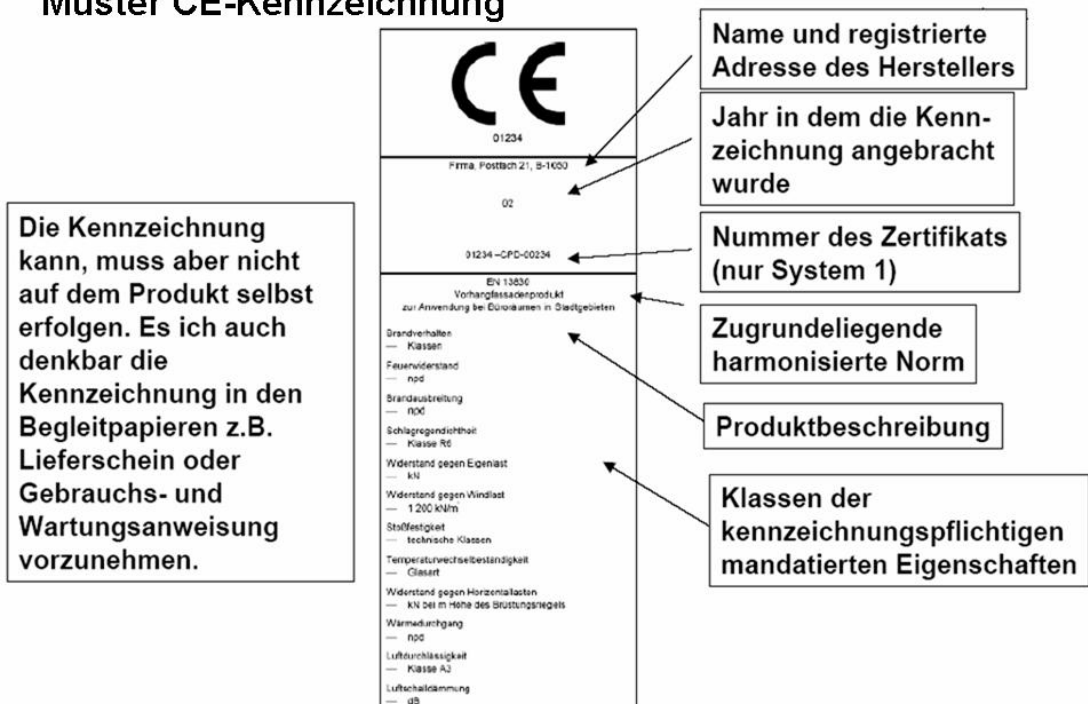 Muster CE-Kennzeichnung
CE
01234
Firma, Postfach 21, B-1050
02
01234 –CPD-00234
EN 13830
Vorhangfassadenprodukt
zur Anwendung bei Büroräumen in Stadtgebieten
Brandverhalten
— Klassen
Feuerwiderstand
— npd
Brandausbreitung
— npd
Schlagregendichtheit
— Klasse R6
Widerstand gegen Eigenlast
— kN
Widerstand gegen Windlast
— 1 200 kN/m
Stoßfestigkeit
— technische Klassen
Temperaturwechselbeständigkeit
— Glasart
Widerstand gegen Horizontallasten
— kN bei m Höhe des Brüstungsriegels
Wärmedurchgang
— npd
Luftdurchlässigkeit
— Klasse A3
Luftschalldämmung
— dB
Die Kennzeichnung
kann, muss aber nicht
auf dem Produkt selbst
erfolgen. Es ich auch
denkbar die
Kennzeichnung in den
Begleitpapieren z.B.
Lieferschein oder
Gebrauchs- und
Wartungsanweisung
vorzunehmen.
Name und registrierte
Adresse des Herstellers
Jahr in dem die Kenn-
zeichnung angebracht
wurde
Nummer des Zertifikats
(nur System 1)
Zugrundeliegende
harmonisierte Norm
Produktbeschreibung
Klassen der
kennzeichnungspflichtigen
mandatierten Eigenschaften